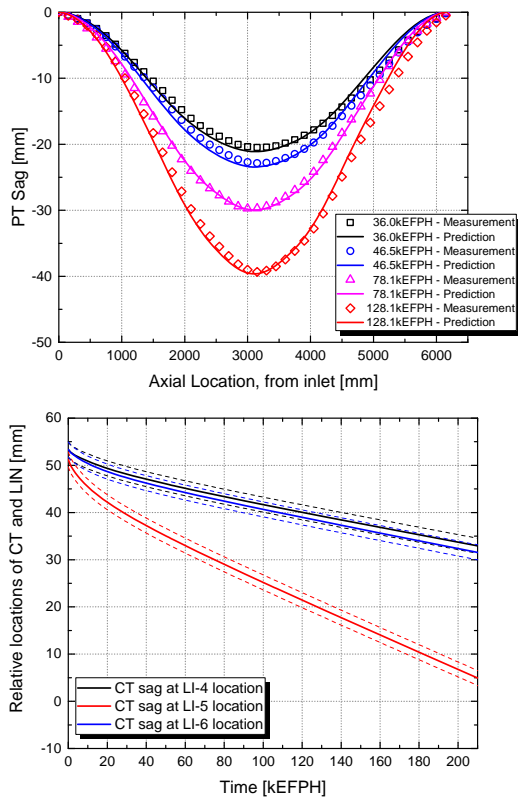 0
-10
-20
-30
-40
-50
PT Sag [mm]
36.0kEFPH - Measurement
36.0kEFPH - Prediction
46.5kEFPH - Measurement
46.5kEFPH - Prediction
78.1kEFPH - Measurement
78.1kEFPH - Prediction
128.1kEFPH - Measurement
128.1kEFPH - Prediction
0 1000 2000 3000 4000 5000 6000
Axial Location, from inlet [mm]
60
50
40
30
20
10
0
-10
Relative locations of CT and LIN [mm]
CT sag at LI-4 location
CT sag at LI-5 location
CT sag at LI-6 location
0 20 40 60 80 100 120 140 160 180 200
Time [kEFPH]